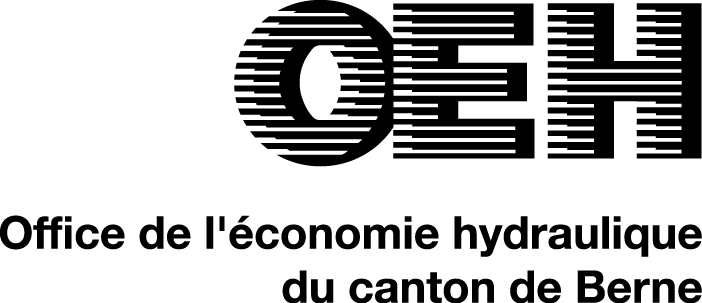 OEH
Office de l'économie hydraulique
du canton de Berne